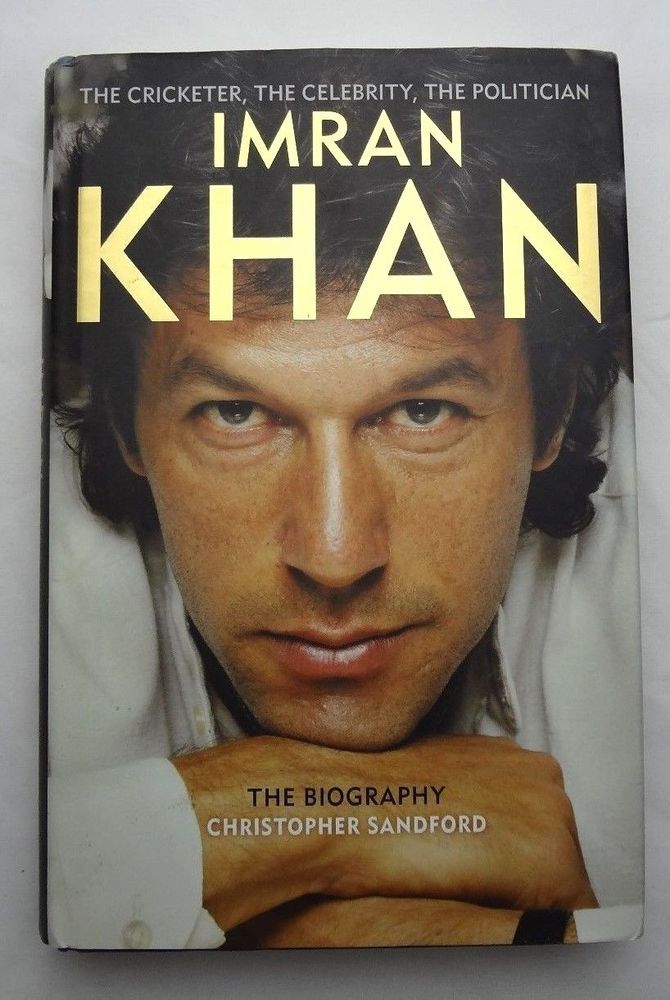 THE CRICKETER, THE CELEBRITY, THE POLITICIAN
IMRAN
KHAN
THE BIOGRAPHY
CHRISTOPHER SANDFORD